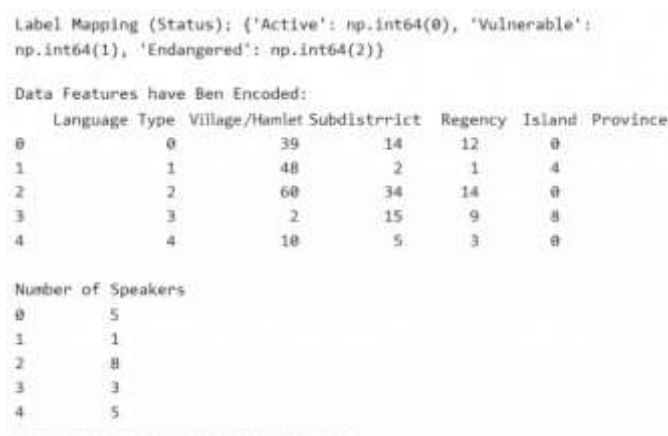 Label Mapping (Status): {'Active': np.int64(0), 'Vulnerable':
np.int64(1), 'Endangered': np.int64(2)}
Data Features have Ben Encoded:
Language Type Village/Hamlet Subdistrrict Regency Island Province
0 0 39 14 12 0
1 1 48 2 1 4
2 2 60 34 14 0
3 3 2 15 9 8
4 4 10 5 3 0
Number of Speakers
0 5
1 1
2 8
3 3
4 5